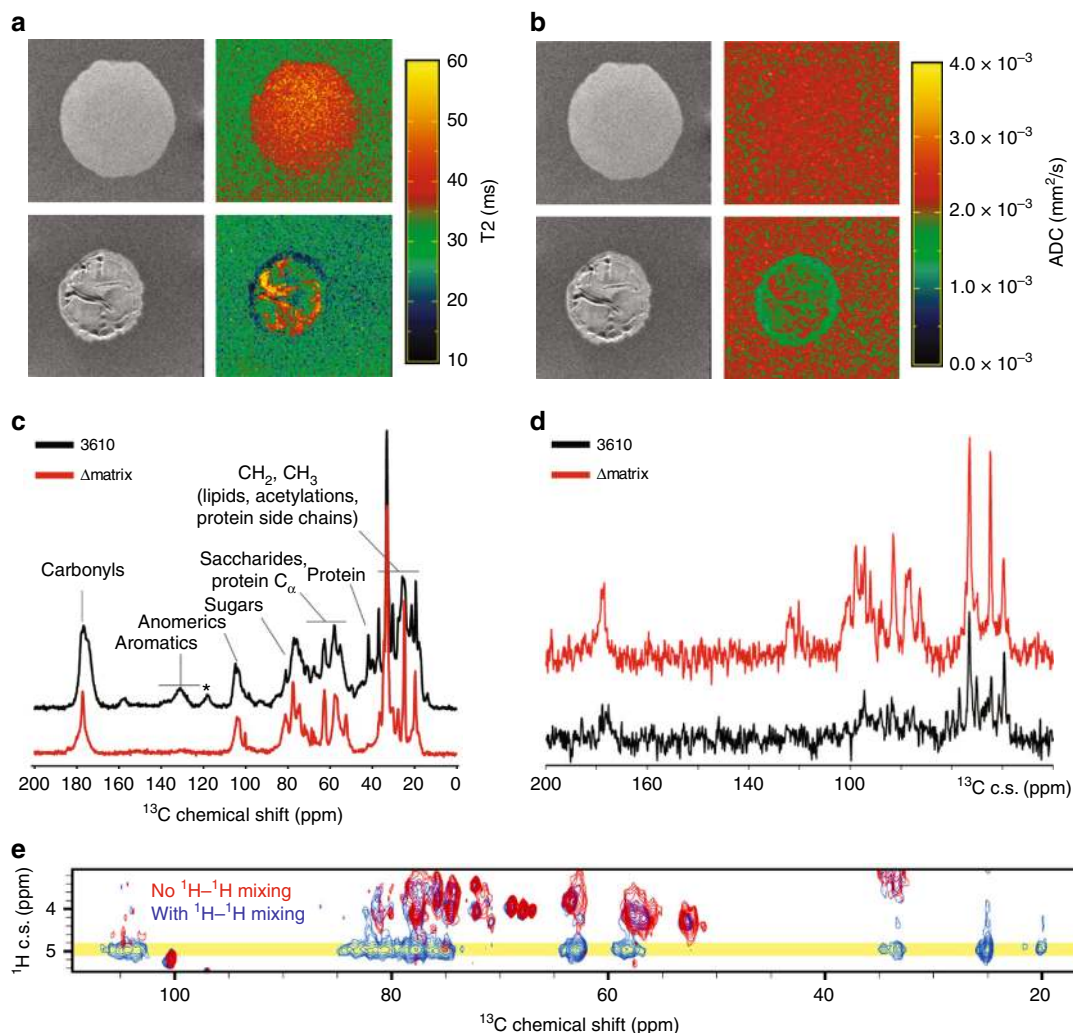 a
60
50
40
30
20
10
T2 (ms)
b
4.0 × 10⁻³
3.0 × 10⁻³
2.0 × 10⁻³
1.0 × 10⁻³
0.0 × 10⁻³
ADC (mm²/s)
c
3610
Δmatrix
CH₂, CH₃
(lipids, acetylations,
protein side chains)
Saccharides,
protein Cα
Protein
Sugars
Carbonyls
Anomerics
Aromatics
*
200 180 160 140 120 100 80 60 40 20 0
¹³C chemical shift (ppm)
d
3610
Δmatrix
200 160 100
¹³C c.s. (ppm)
e
No ¹H–¹H mixing
With ¹H–¹H mixing
4
5
¹H c.s. (ppm)
100 80 60 40 20
¹³C chemical shift (ppm)